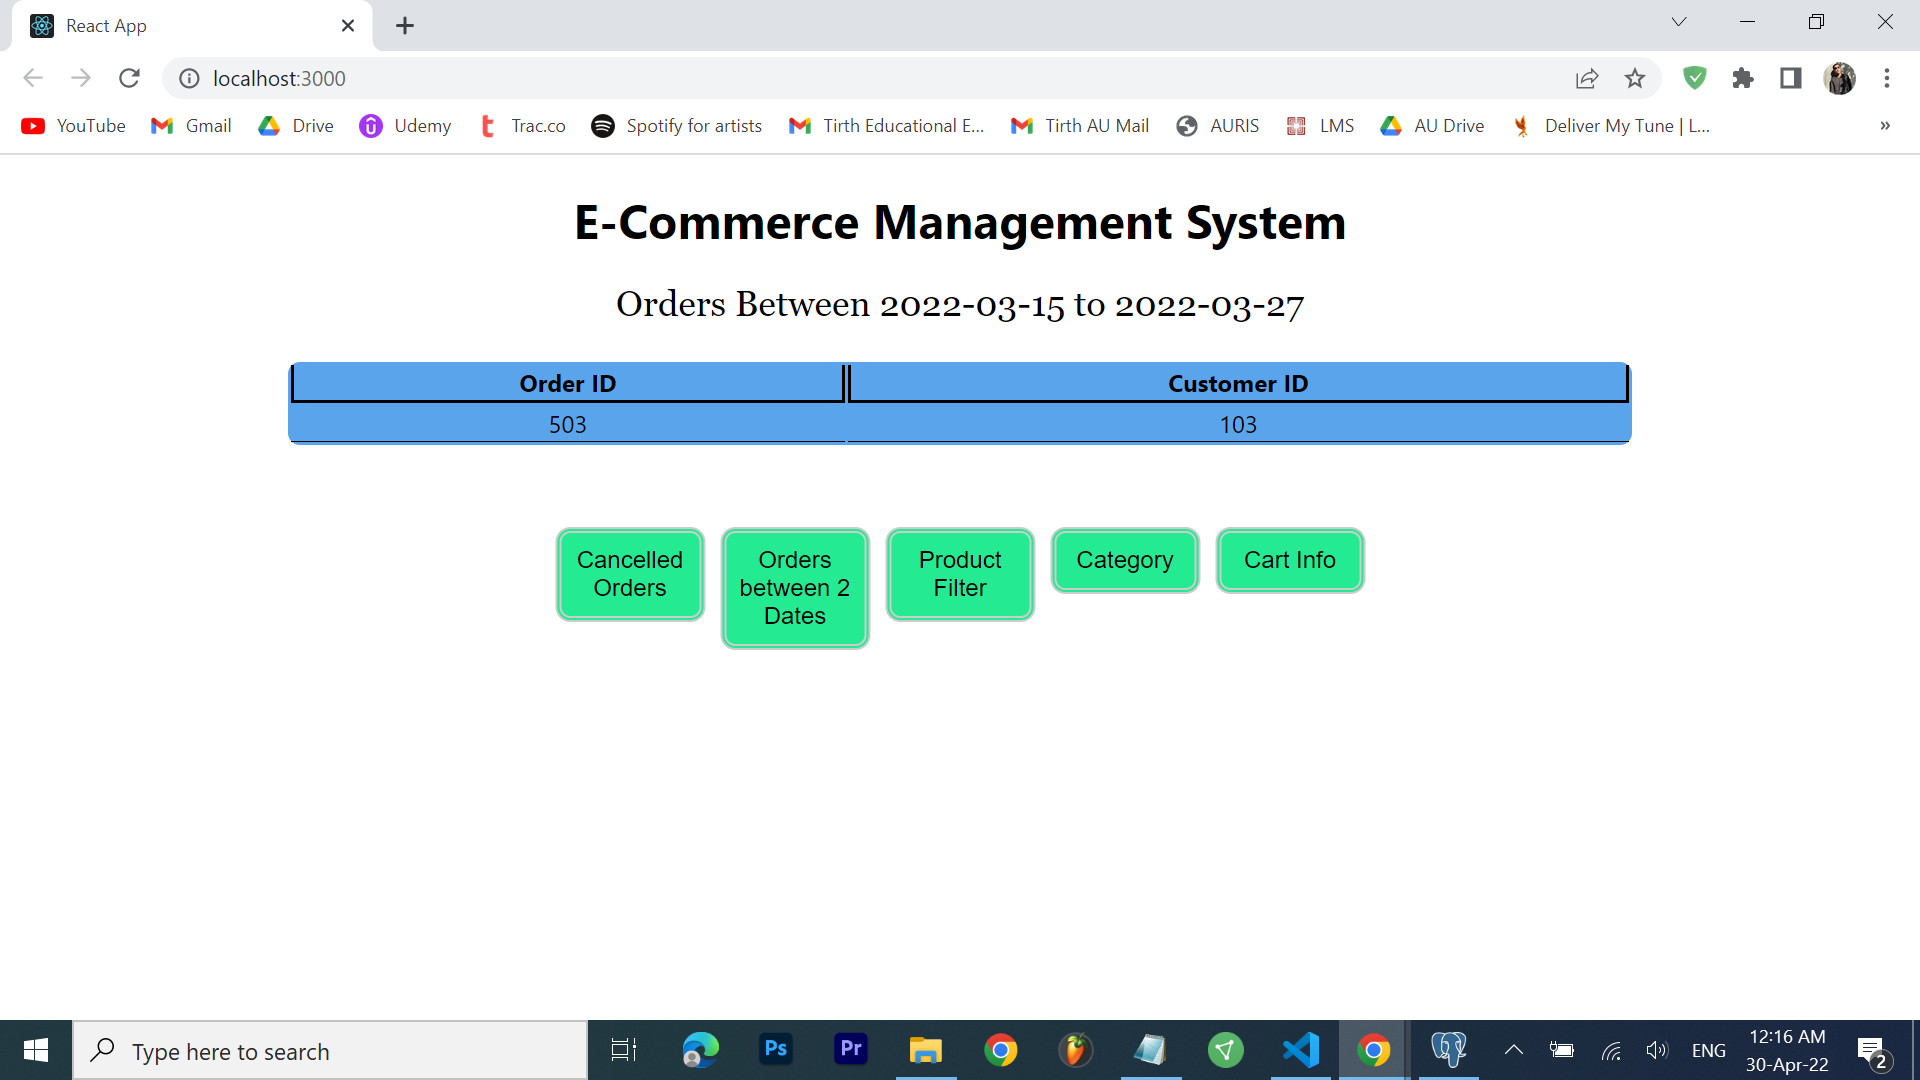 React App
localhost:3000
YouTube Gmail Drive Udemy Trac.co Spotify for artists Tirth Educational E... Tirth AU Mail AURIS LMS AU Drive Deliver My Tune | L... »
E-Commerce Management System
Orders Between 2022-03-15 to 2022-03-27
Order ID Customer ID
503 103
Cancelled Orders
Orders between 2 Dates
Product Filter
Category
Cart Info
Type here to search
Ps
Pr
ENG
12:16 AM
30-Apr-22
2